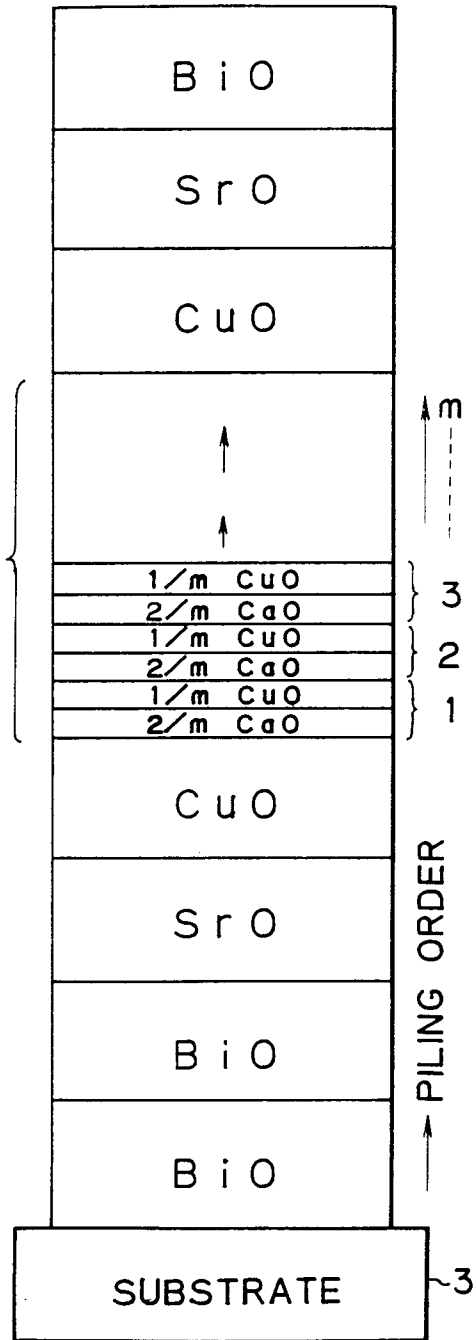 BiO
SrO
CuO
m
1/m CuO
2/m CaO
3
1/m CuO
2/m CaO
2
1/m CuO
2/m CaO
1
CuO
SrO
BiO
BiO
PILING ORDER
SUBSTRATE
3